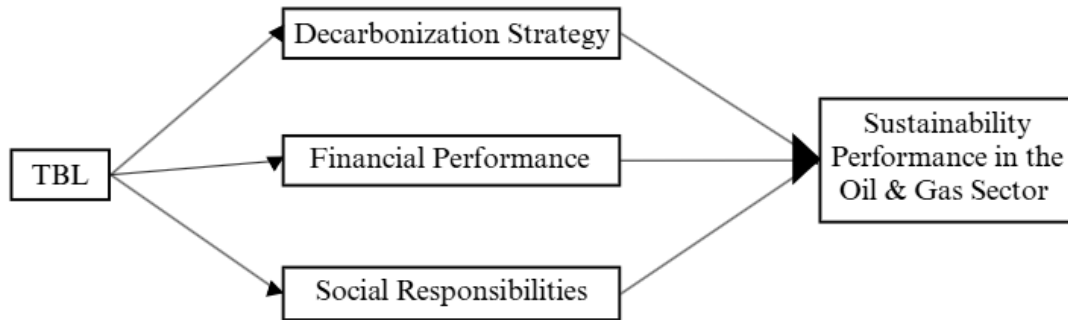 Decarbonization Strategy
TBL
Financial Performance
Social Responsibilities
Sustainability
Performance in the
Oil & Gas Sector